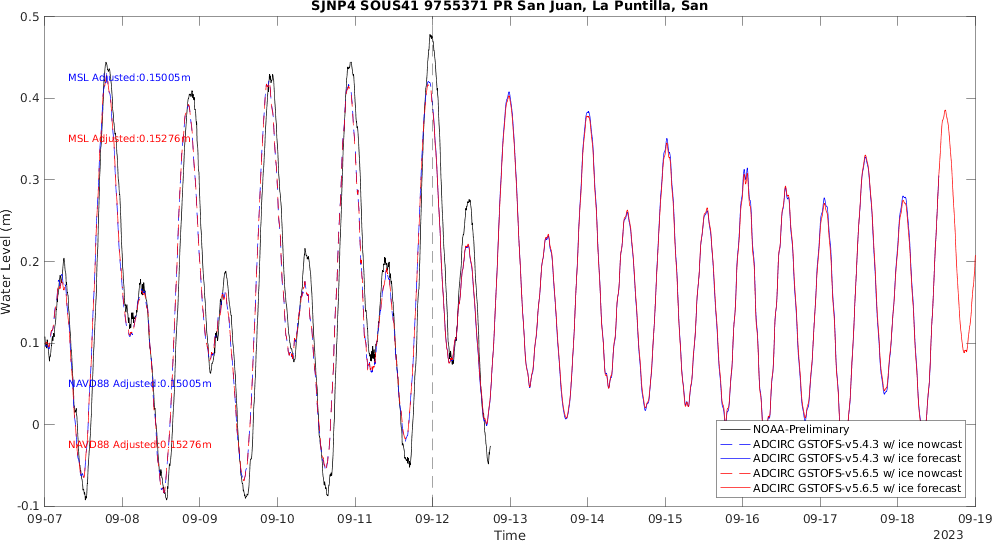 SJNP4 SOUS41 9755371 PR San Juan, La Puntilla, San
0.5
0.4
0.3
0.2
0.1
0
-0.1
Water Level (m)
MSL Adjusted:0.15005m
MSL Adjusted:0.15276m
NAVD88 Adjusted:0.15005m
NAVD88 Adjusted:0.15276m
NOAA-Preliminary
ADCIRC GSTOFS-v5.4.3 w/ ice nowcast
ADCIRC GSTOFS-v5.4.3 w/ ice forecast
ADCIRC GSTOFS-v5.6.5 w/ ice nowcast
ADCIRC GSTOFS-v5.6.5 w/ ice forecast
09-07 09-08 09-09 09-10 09-11 09-12 09-13 09-14 09-15 09-16 09-17 09-18 09-19
Time
2023